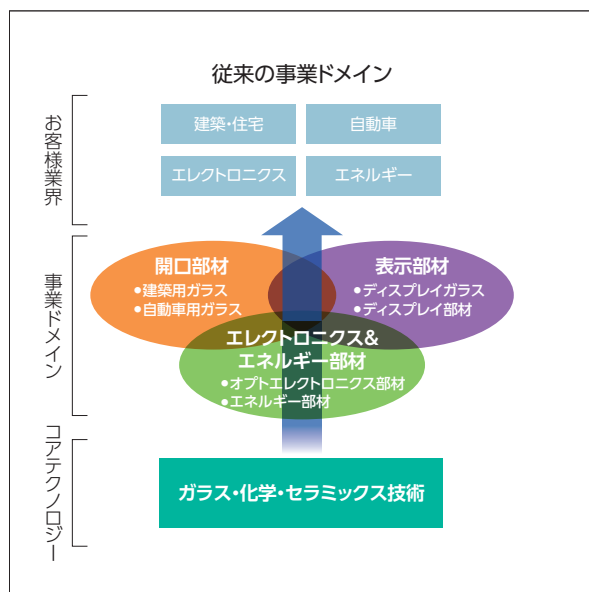 従来の事業ドメイン
お客様業界
建築・住宅
自動車
エレクトロニクス
エネルギー
事業ドメイン
開口部材
●建築用ガラス
●自動車用ガラス
表示部材
●ディスプレイガラス
●ディスプレイ部材
エレクトロニクス&
エネルギー部材
●オプトエレクトロニクス部材
●エネルギー部材
コアテクノロジー
ガラス・化学・セラミックス技術